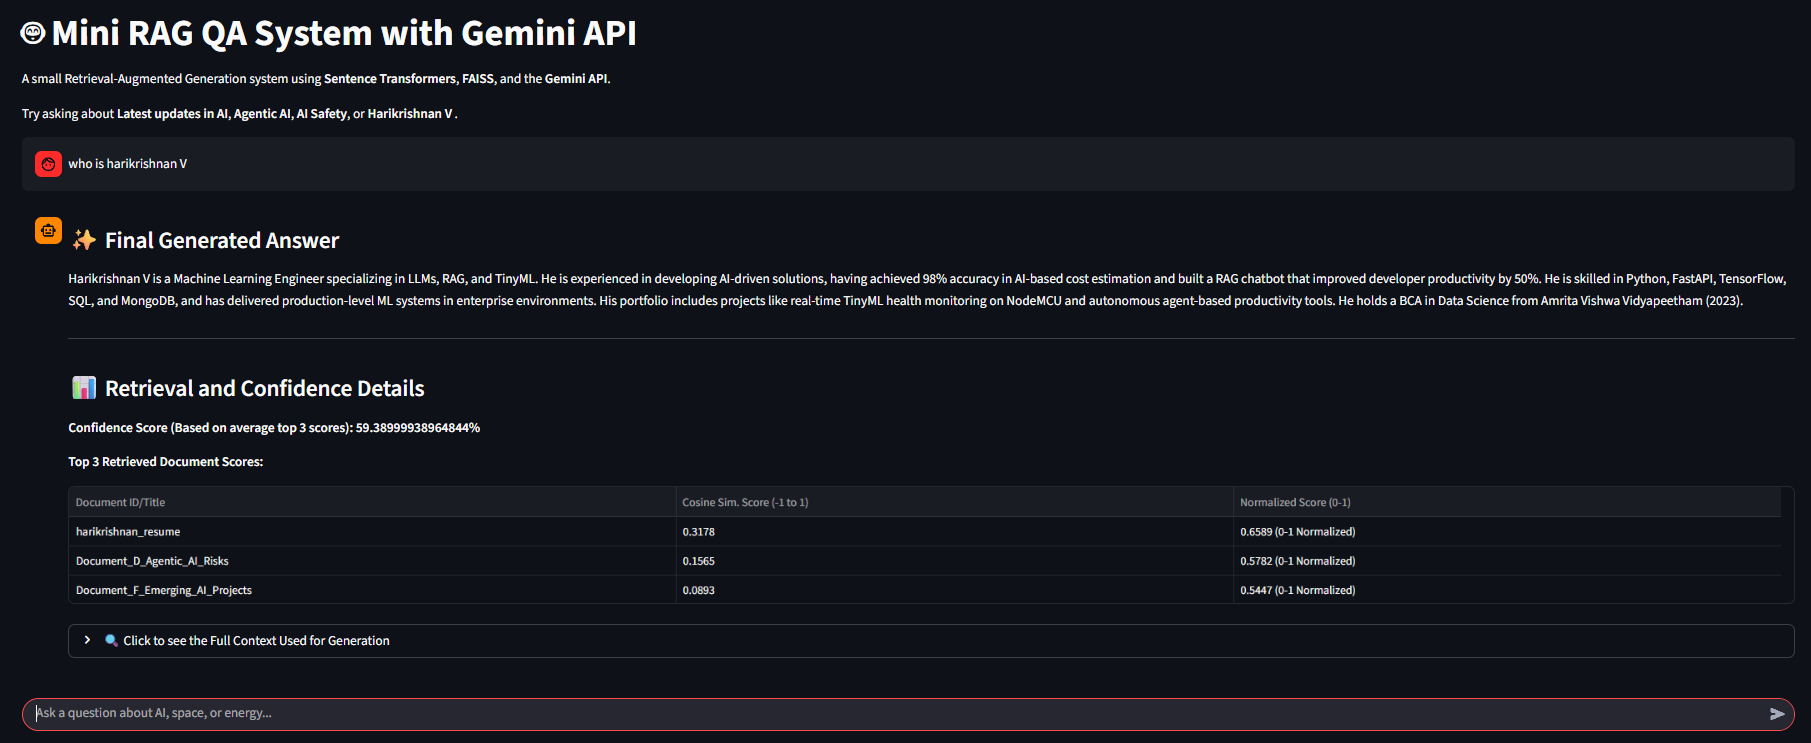 Mini RAG QA System with Gemini API
A small Retrieval-Augmented Generation system using Sentence Transformers, FAISS, and the Gemini API.
Try asking about Latest updates in AI, Agentic AI, AI Safety, or Harikrishnan V .
who is harikrishnan V
✨ Final Generated Answer
Harikrishnan V is a Machine Learning Engineer specializing in LLMs, RAG, and TinyML. He is experienced in developing AI-driven solutions, having achieved 98% accuracy in AI-based cost estimation and built a RAG chatbot that improved developer productivity by 50%. He is skilled in Python, FastAPI, TensorFlow,
SQL, and MongoDB, and has delivered production-level ML systems in enterprise environments. His portfolio includes projects like real-time TinyML health monitoring on NodeMCU and autonomous agent-based productivity tools. He holds a BCA in Data Science from Amrita Vishwa Vidyapeetham (2023).
📊 Retrieval and Confidence Details
Confidence Score (Based on average top 3 scores): 59.38999938964844%
Top 3 Retrieved Document Scores:
Document ID/Title Cosine Sim. Score (-1 to 1) Normalized Score (0-1)
harikrishnan_resume 0.3178 0.6589 (0-1 Normalized)
Document_D_Agentic_AI_Risks 0.1565 0.5782 (0-1 Normalized)
Document_F_Emerging_AI_Projects 0.0893 0.5447 (0-1 Normalized)
🔍 Click to see the Full Context Used for Generation
Ask a question about AI, space, or energy...